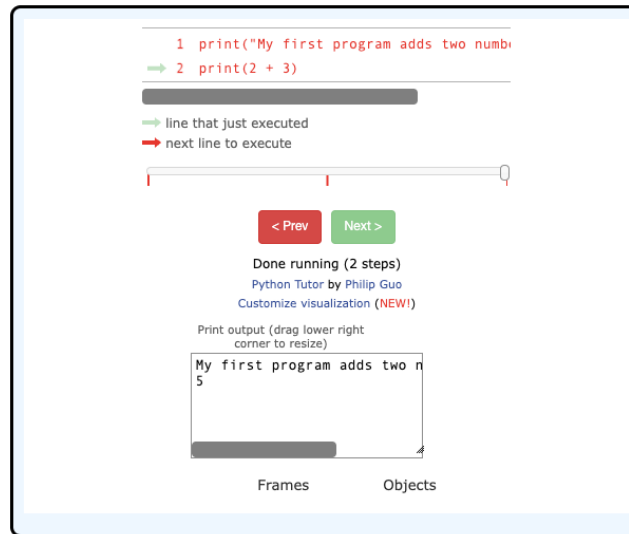 1 print("My first program adds two numb
2 print(2 + 3)
line that just executed
next line to execute
< Prev Next >
Done running (2 steps)
Python Tutor by Philip Guo
Customize visualization (NEW!)
Print output (drag lower right
corner to resize)
My first program adds two n
5
Frames Objects